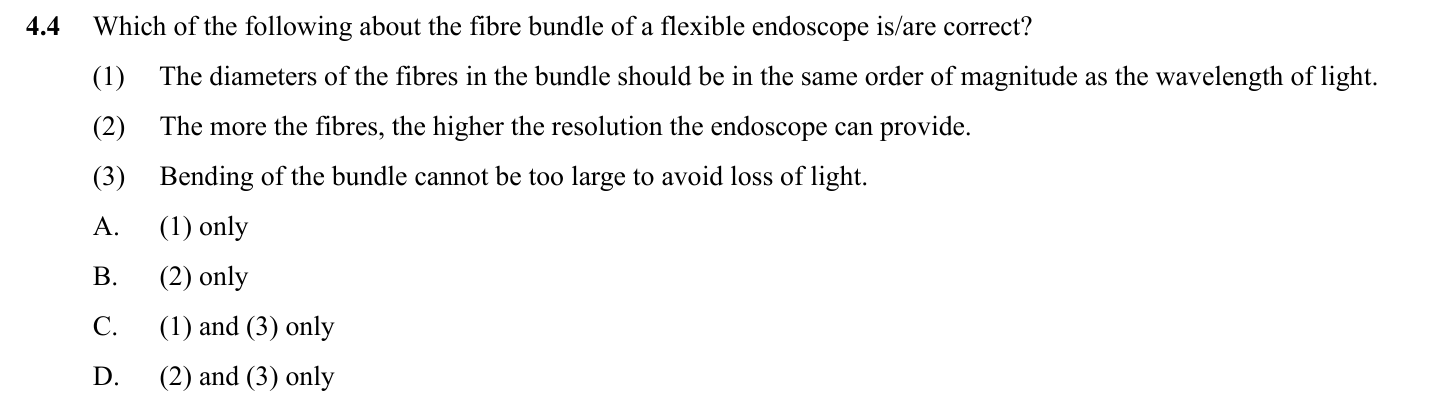 4.4 Which of the following about the fibre bundle of a flexible endoscope is/are correct?
(1) The diameters of the fibres in the bundle should be in the same order of magnitude as the wavelength of light.
(2) The more the fibres, the higher the resolution the endoscope can provide.
(3) Bending of the bundle cannot be too large to avoid loss of light.
A. (1) only
B. (2) only
C. (1) and (3) only
D. (2) and (3) only